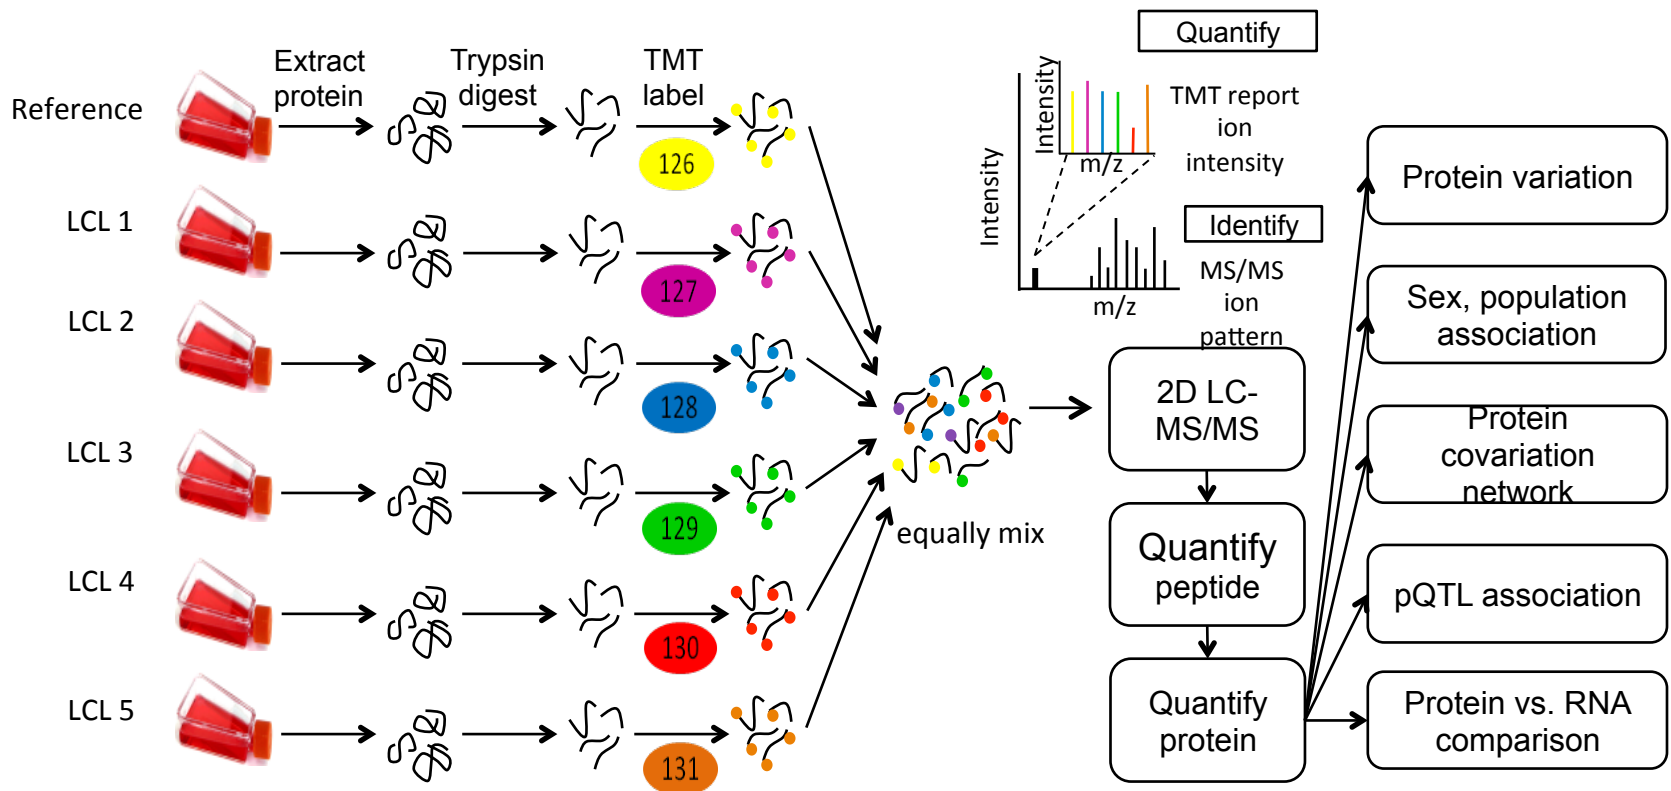 Extract
protein
Trypsin
digest
TMT
label
Reference
126
LCL 1
127
LCL 2
128
LCL 3
129
LCL 4
130
LCL 5
131
equally mix
Quantify
Intensity
m/z
TMT report
ion
intensity
Intensity
m/z
Identify
MS/MS
ion
pattern
2D LC-
MS/MS
Quantify
peptide
Quantify
protein
Protein variation
Sex, population
association
Protein
covariation
network
pQTL association
Protein vs. RNA
comparison